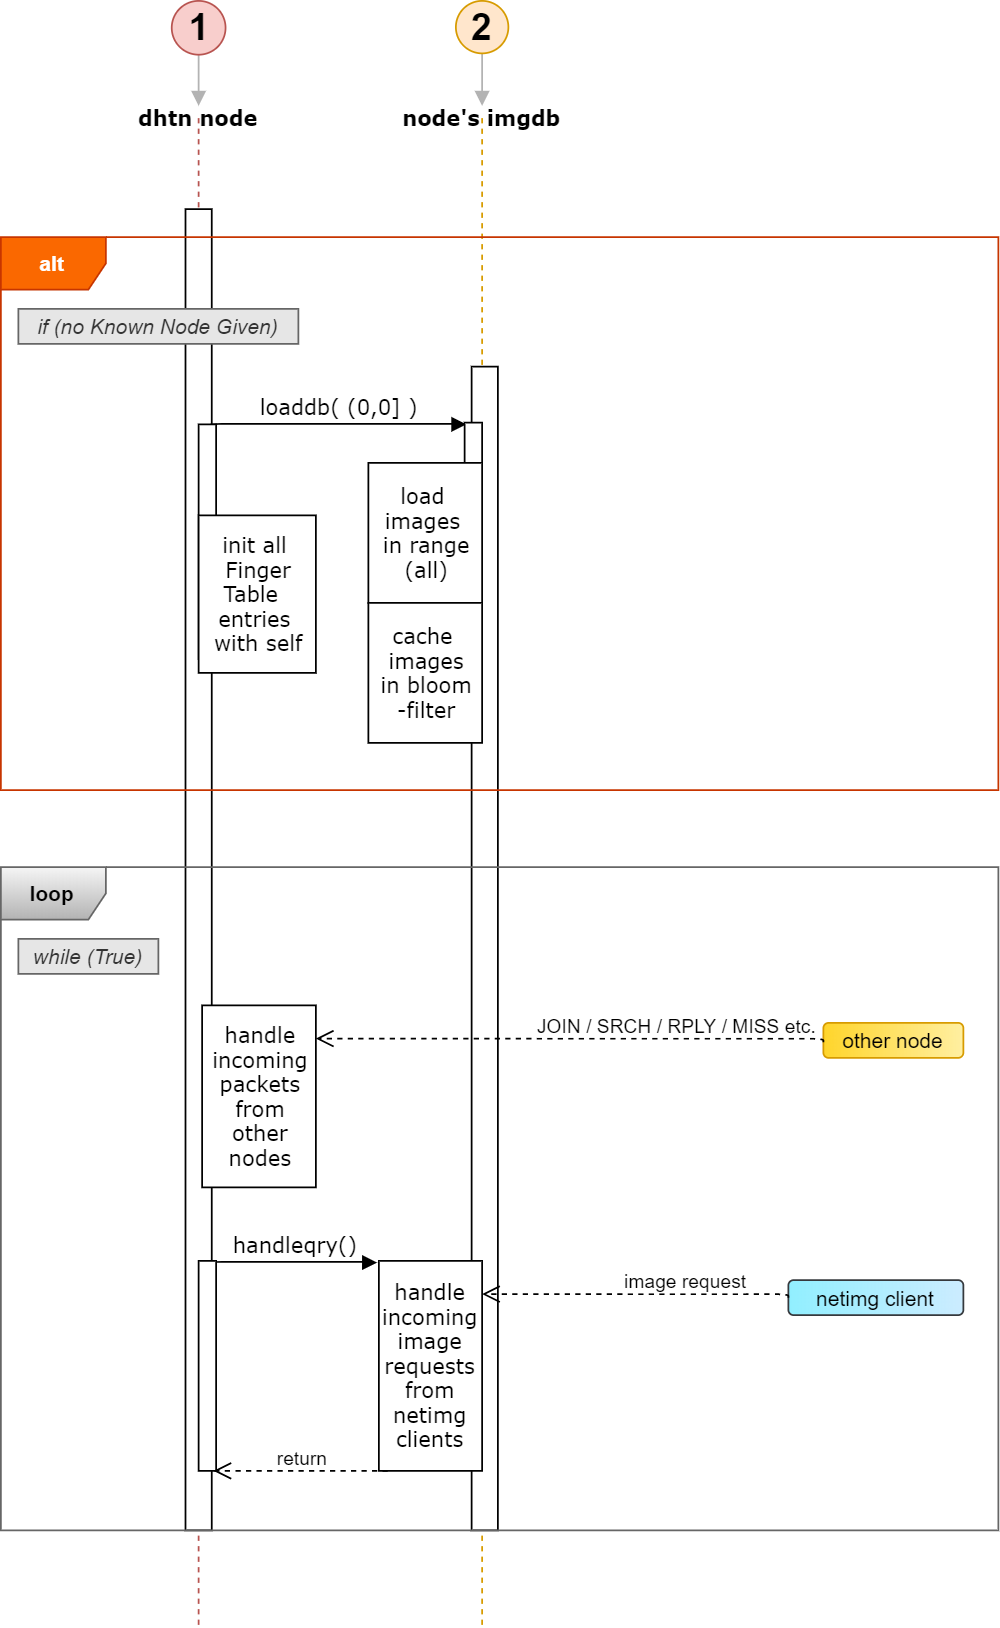 1
2
dhtn node
node's imgdb
alt
if (no Known Node Given)
loaddb( (0,0] )
load
images
in range
(all)
init all
Finger
Table
entries
with self
cache
images
in bloom
-filter
loop
while (True)
JOIN / SRCH / RPLY / MISS etc.
other node
handle
incoming
packets
from
other
nodes
handleqry()
image request
netimg client
handle
incoming
image
requests
from
netimg
clients
return